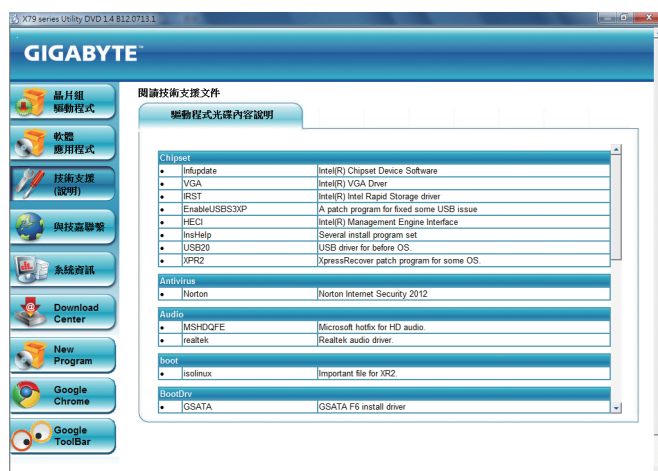 X79 series Utility DVD 1.4 B12.0713.1
GIGABYTE™
晶片組
驅動程式
軟體
應用程式
技術支援
(說明)
與技嘉聯繫
系統資訊
Download
Center
New
Program
Google
Chrome
Google
ToolBar
閱讀技術支援文件
驅動程式光碟內容說明
Chipset
• Infupdate Intel(R) Chipset Device Software
• VGA Intel(R) VGA Drver
• IRST Intel(R) Intel Rapid Storage driver
• EnableUSBS3XP A patch program for fixed some USB issue
• HECI Intel(R) Management Engine Interface
• InsHelp Several install program set
• USB20 USB driver for before OS.
• XPR2 XpressRecover patch program for some OS.
Antivirus
• Norton Norton Internet Security 2012
Audio
• MSHDQFE Microsoft hotfix for HD audio.
• realtek Realtek audio driver.
boot
• isolinux Important file for XR2.
BootDrv
• GSATA GSATA F6 install driver